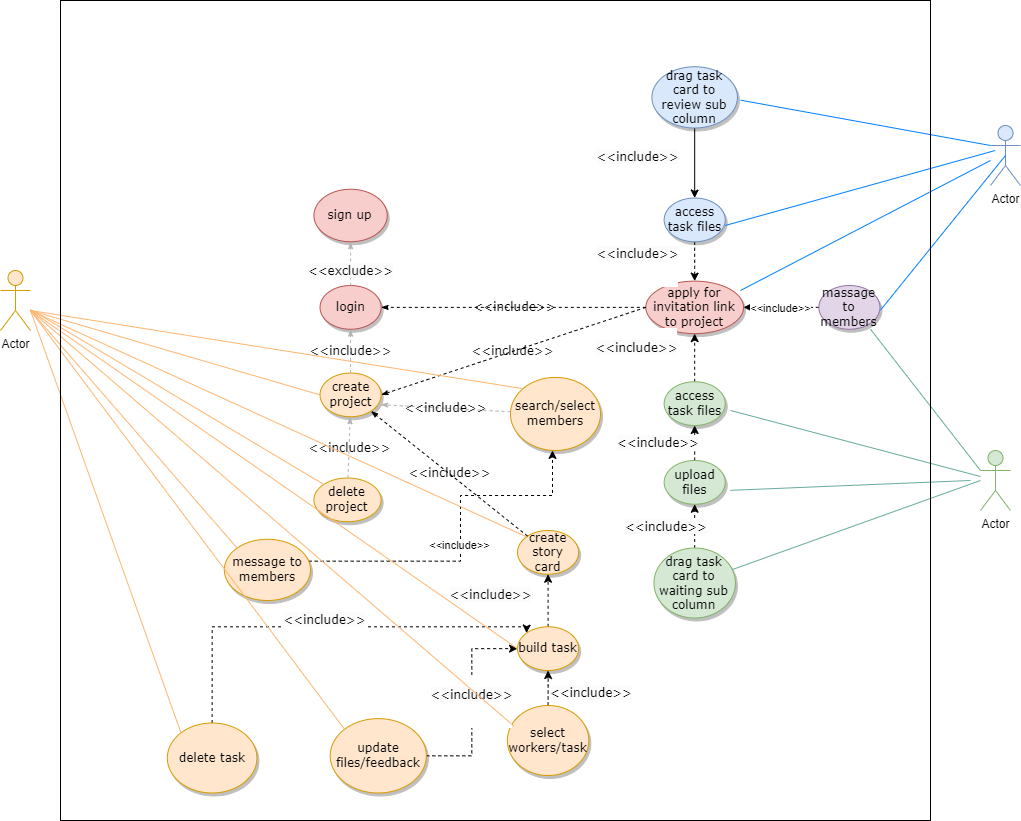 drag task
card to
review sub
column
<<include>>
Actor
access
task files
sign up
<<include>>
<<exclude>>
login
<<include>>
apply for
invitation link
to project
<<include>>
massage
to
members
Actor
<<include>>
<<include>>
<<include>>
create
project
<<include>>
search/select
members
access
task files
<<include>>
<<include>>
<<include>>
upload
files
delete
project
Actor
<<include>>
<<include>>
create
story
card
message to
members
drag task
card to
waiting sub
column
<<include>>
<<include>>
build task
<<include>>
<<include>>
select
workers/task
delete task
update
files/feedback